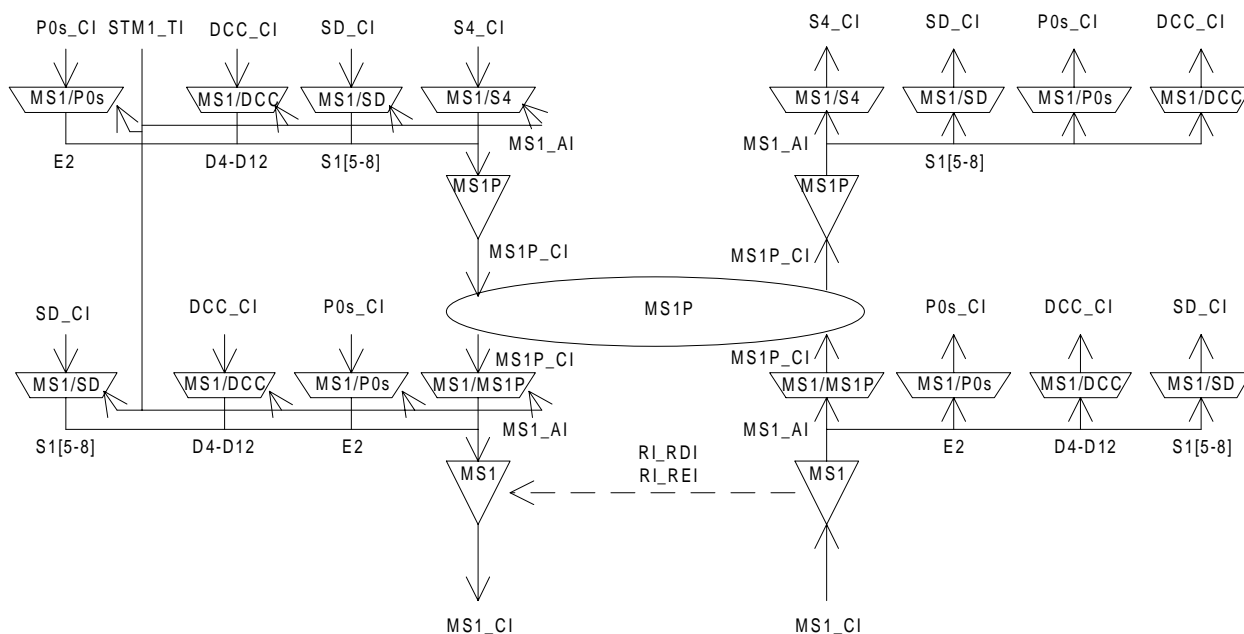 P0s_CI STM1_TI DCC_CI SD_CI S4_CI S4_CI SD_CI P0s_CI DCC_CI
MS1/P0s MS1/DCC MS1/SD MS1/S4 MS1/S4 MS1/SD MS1/P0s MS1/DCC
MS1_AI MS1_AI
E2 D4-D12 S1[5-8] S1[5-8]
MS1P MS1P
MS1P_CI MS1P_CI
MS1P
SD_CI DCC_CI P0s_CI P0s_CI DCC_CI SD_CI
MS1P_CI MS1P_CI
MS1/SD MS1/DCC MS1/P0s MS1/MS1P MS1/MS1P MS1/P0s MS1/DCC MS1/SD
MS1_AI MS1_AI
S1[5-8] D4-D12 E2 E2 D4-D12 S1[5-8]
RI_RDI
MS1 RI_REI MS1
MS1_CI MS1_CI